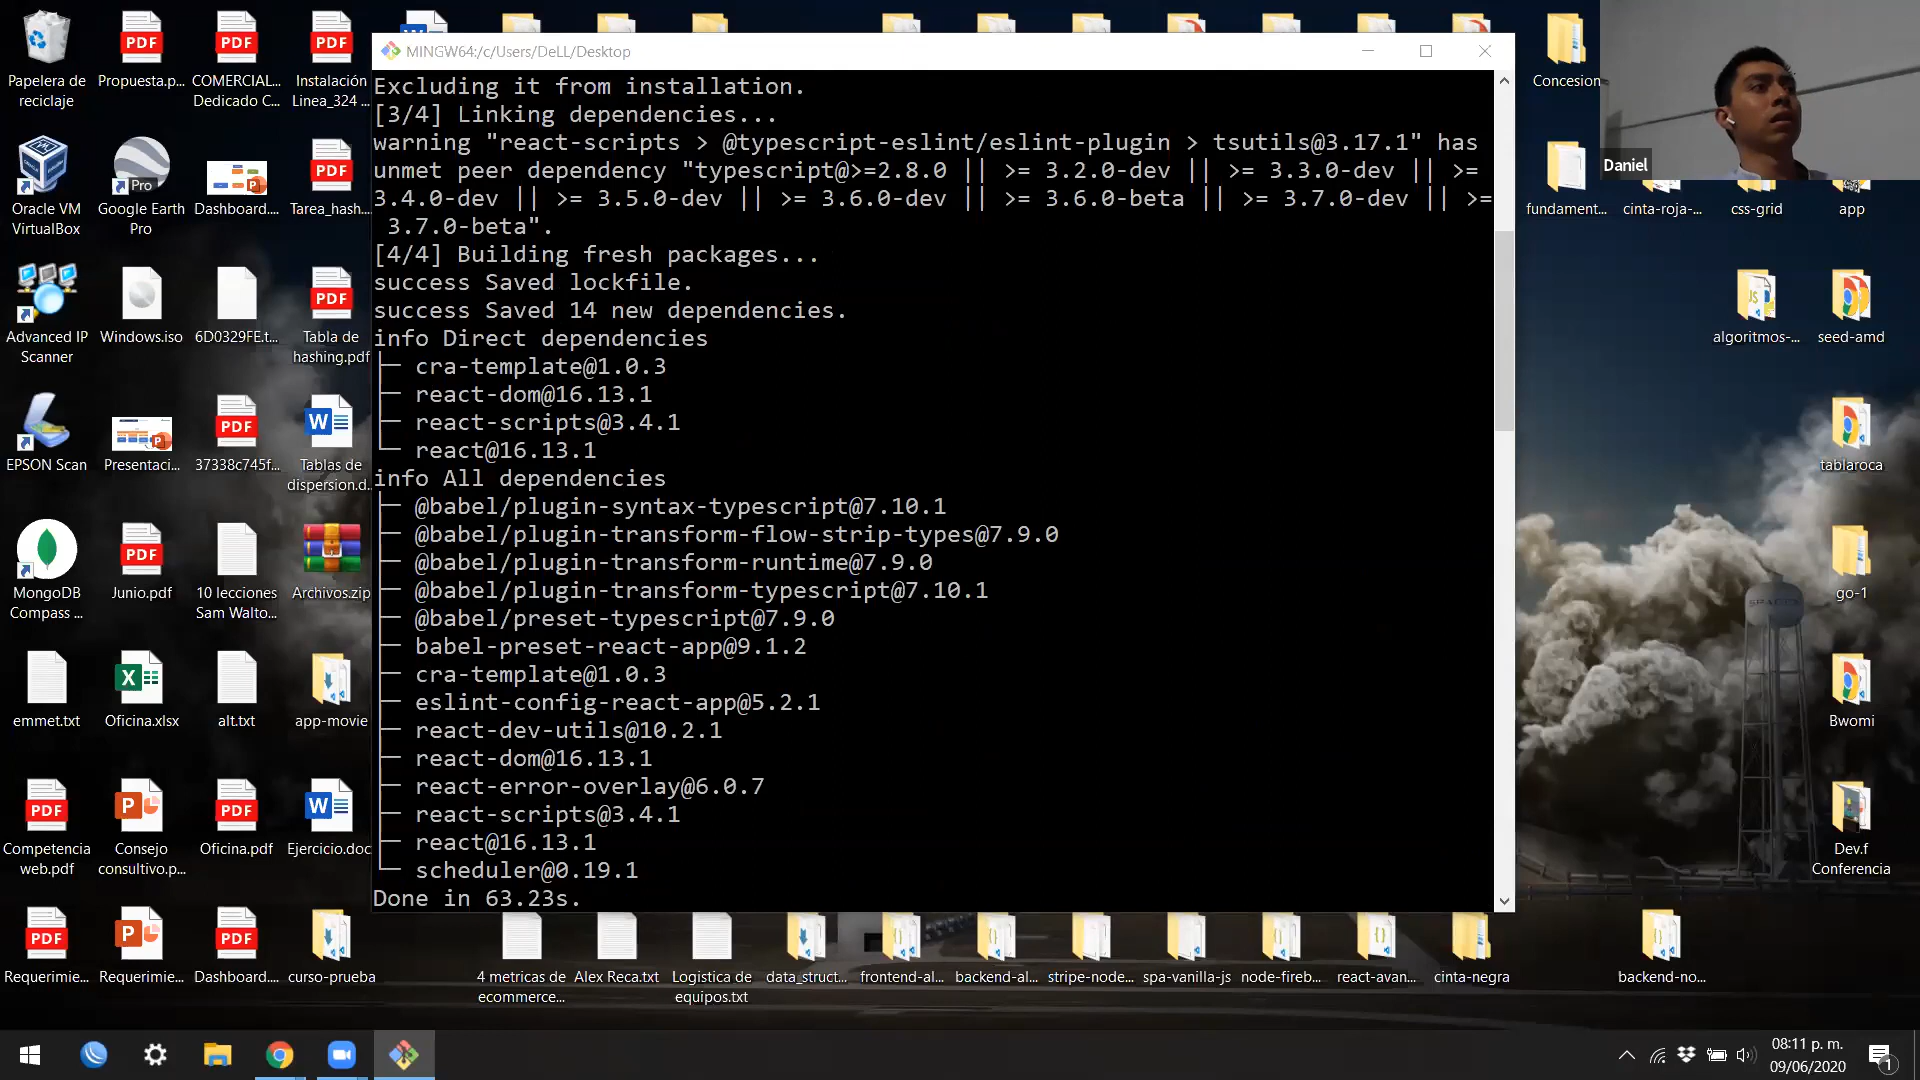 MINGW64:/c/Users/DeLL/Desktop
Excluding it from installation.
[3/4] Linking dependencies...
warning "react-scripts > @typescript-eslint/eslint-plugin > tsutils@3.17.1" has
unmet peer dependency "typescript@>=2.8.0 || >= 3.2.0-dev || >= 3.3.0-dev || >=
3.4.0-dev || >= 3.5.0-dev || >= 3.6.0-dev || >= 3.6.0-beta || >= 3.7.0-dev || >=
3.7.0-beta".
[4/4] Building fresh packages...
success Saved lockfile.
success Saved 14 new dependencies.
info Direct dependencies
├─ cra-template@1.0.3
├─ react-dom@16.13.1
├─ react-scripts@3.4.1
└─ react@16.13.1
info All dependencies
├─ @babel/plugin-syntax-typescript@7.10.1
├─ @babel/plugin-transform-flow-strip-types@7.9.0
├─ @babel/plugin-transform-runtime@7.9.0
├─ @babel/plugin-transform-typescript@7.10.1
├─ @babel/preset-typescript@7.9.0
├─ babel-preset-react-app@9.1.2
├─ cra-template@1.0.3
├─ eslint-config-react-app@5.2.1
├─ react-dev-utils@10.2.1
├─ react-dom@16.13.1
├─ react-error-overlay@6.0.7
├─ react-scripts@3.4.1
├─ react@16.13.1
└─ scheduler@0.19.1
Done in 63.23s.
Papelera de
reciclaje
PDF
Propuesta.p...
PDF
COMERCIAL...
Dedicado C...
PDF
Instalación
Linea_324 ...
Oracle VM
VirtualBox
Pro
Google Earth
Pro
Dashboard....
PDF
Tarea_hash...
Advanced IP
Scanner
Windows.iso
6D0329FE.t...
PDF
Tabla de
hashing.pdf
EPSON Scan
Presentaci...
PDF
37338c745f...
W
Tablas de
dispersion.d...
MongoDB
Compass ...
PDF
Junio.pdf
10 lecciones
Sam Walto...
Archivos.zip
emmet.txt
X
Oficina.xlsx
alt.txt
app-movie
PDF
Competencia
web.pdf
P
Consejo
consultivo.p...
PDF
Oficina.pdf
W
Ejercicio.doc
PDF
Requerimie...
P
Requerimie...
PDF
Dashboard....
curso-prueba
4 metricas de
ecommerce...
Alex Reca.txt
Logistica de
equipos.txt
data_struct...
frontend-al...
backend-al...
stripe-node...
spa-vanilla-js
node-fireb...
react-avan...
cinta-negra
backend-no...
Concesion
Daniel
fundament...
cinta-roja-...
css-grid
app
JS
algoritmos-...
seed-amd
tablaroca
go-1
SPACEX
Bwomi
Dev.f
Conferencia
08:11 p. m.
09/06/2020
1